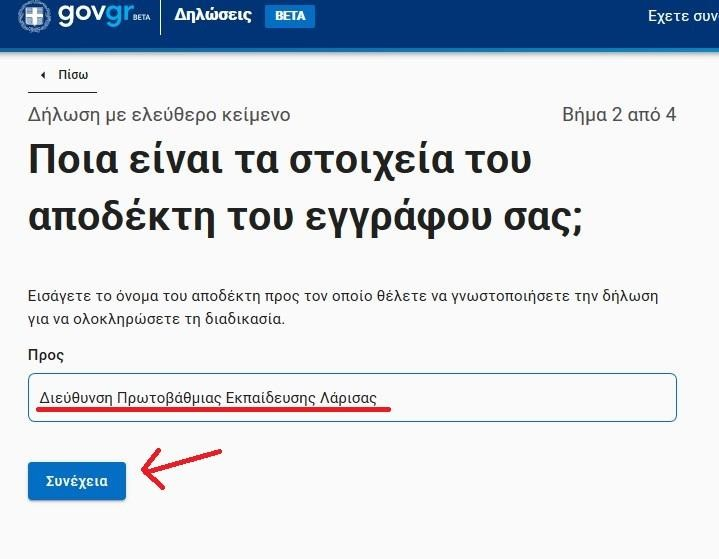 govgr BETA Δηλώσεις BETA Έχετε συν
Πίσω
Δήλωση με ελεύθερο κείμενο Βήμα 2 από 4
Ποια είναι τα στοιχεία του
αποδέκτη του εγγράφου σας;
Εισάγετε το όνομα του αποδέκτη προς τον οποίο θέλετε να γνωστοποιήσετε την δήλωση
για να ολοκληρώσετε τη διαδικασία.
Προς
Διεύθυνση Πρωτοβάθμιας Εκπαίδευσης Λάρισας
Συνέχεια